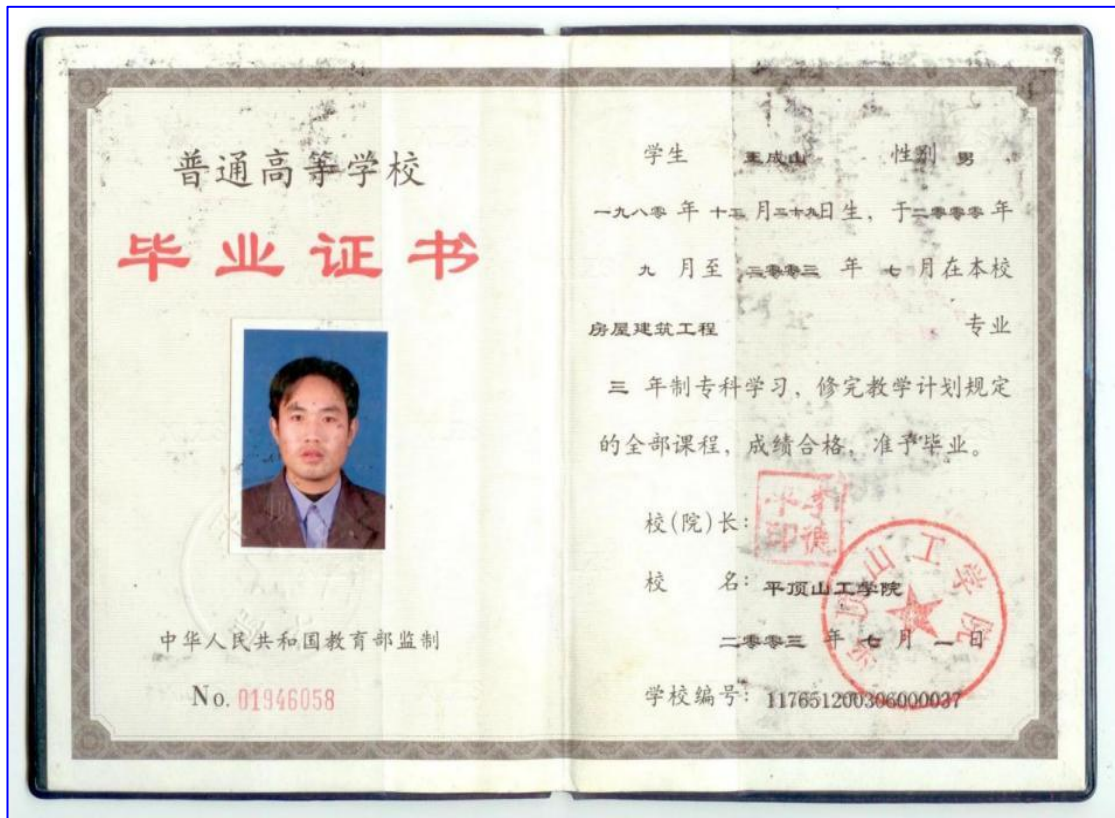 普通高等学校
毕业证书
中华人民共和国教育部监制
No. 01946058
学生 王成山 性别 男
一九八零 年 十二 月二十九日生，于二零零零年
九 月至 二零零三 年 七 月在本校
房屋建筑工程 专业
三 年制专科学习，修完教学计划规定
的全部课程，成绩合格，准予毕业。
校(院)长：
校 名：平顶山工学院
二零零三 年 七 月 一日
学校编号：117651200306000037
平顶山工学院